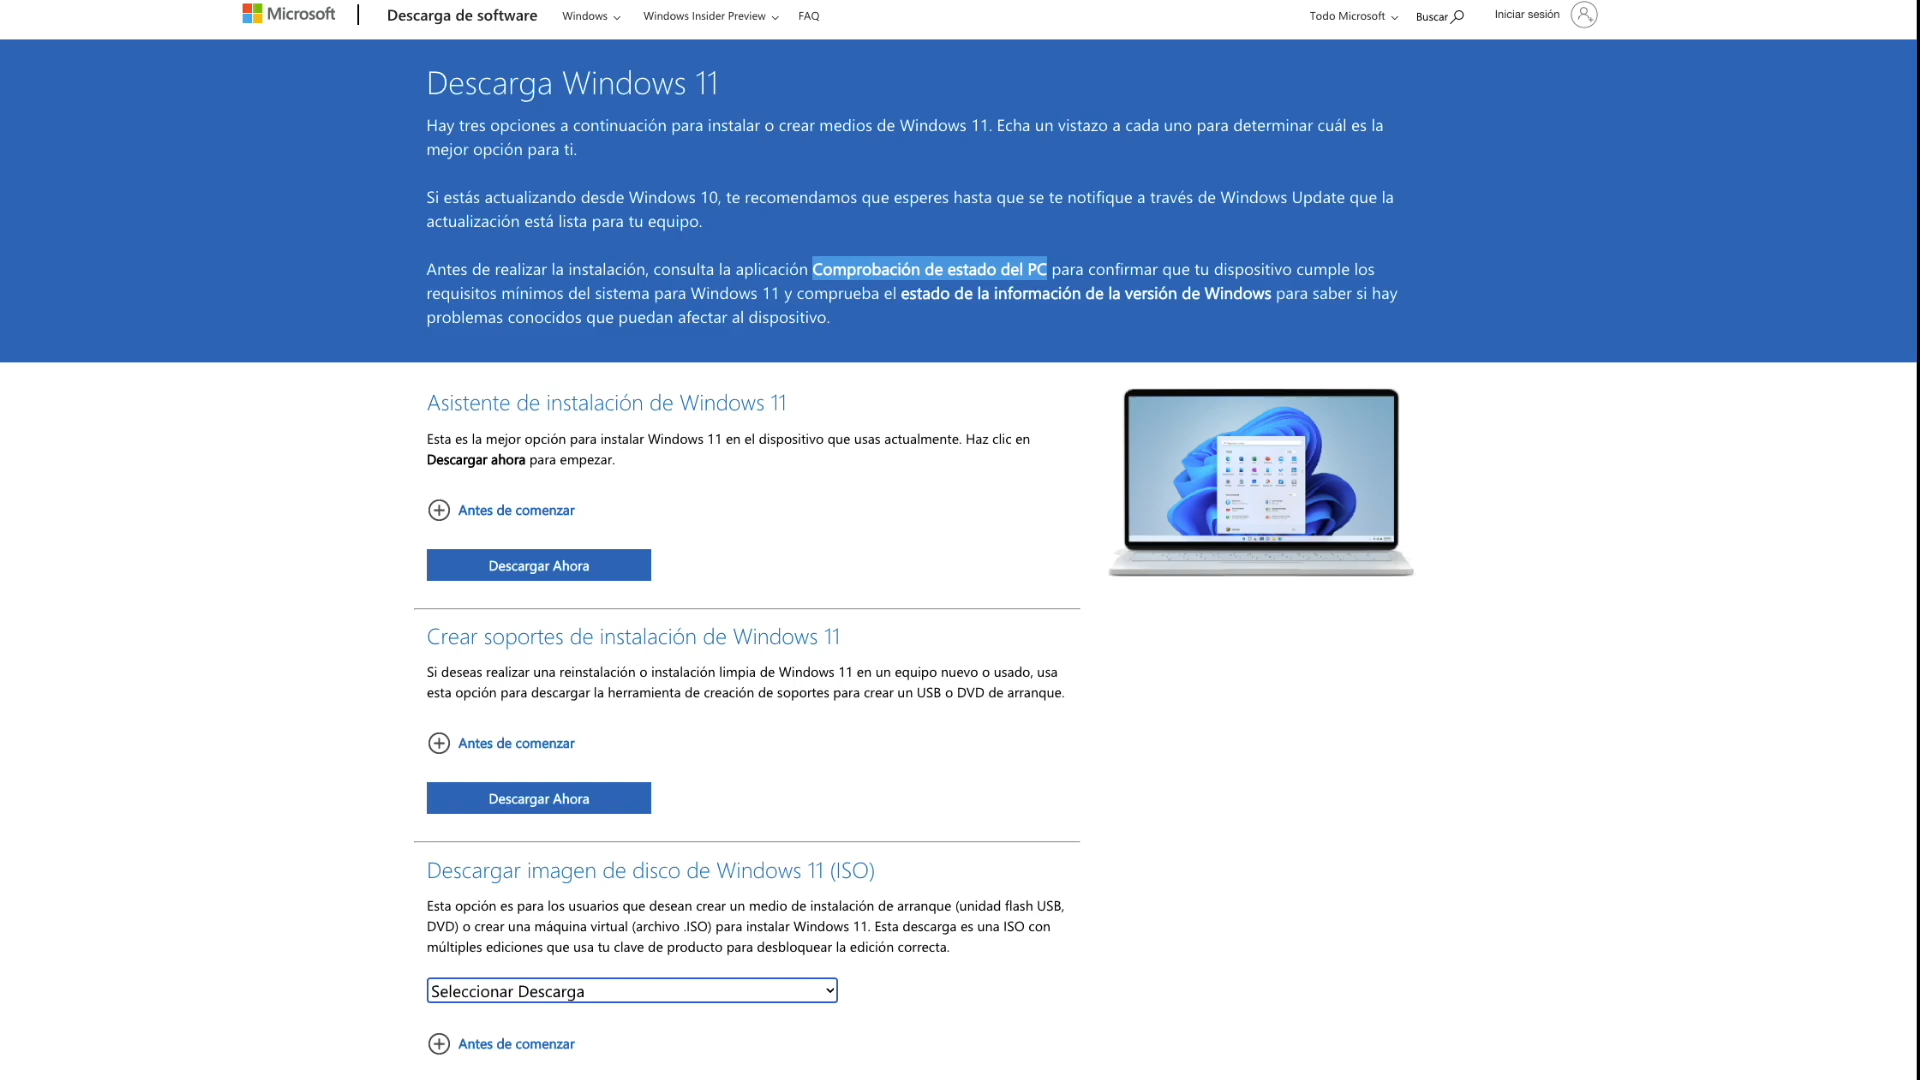 Microsoft
Descarga de software
Windows
Windows Insider Preview
FAQ
Todo Microsoft
Buscar
Iniciar sesión
Descarga Windows 11
Hay tres opciones a continuación para instalar o crear medios de Windows 11. Echa un vistazo a cada uno para determinar cuál es la
mejor opción para ti.
Si estás actualizando desde Windows 10, te recomendamos que esperes hasta que se te notifique a través de Windows Update que la
actualización está lista para tu equipo.
Antes de realizar la instalación, consulta la aplicación Comprobación de estado del PC para confirmar que tu dispositivo cumple los
requisitos mínimos del sistema para Windows 11 y comprueba el estado de la información de la versión de Windows para saber si hay
problemas conocidos que puedan afectar al dispositivo.
Asistente de instalación de Windows 11
Esta es la mejor opción para instalar Windows 11 en el dispositivo que usas actualmente. Haz clic en
Descargar ahora para empezar.
Antes de comenzar
Descargar Ahora
Crear soportes de instalación de Windows 11
Si deseas realizar una reinstalación o instalación limpia de Windows 11 en un equipo nuevo o usado, usa
esta opción para descargar la herramienta de creación de soportes para crear un USB o DVD de arranque.
Antes de comenzar
Descargar Ahora
Descargar imagen de disco de Windows 11 (ISO)
Esta opción es para los usuarios que desean crear un medio de instalación de arranque (unidad flash USB,
DVD) o crear una máquina virtual (archivo .ISO) para instalar Windows 11. Esta descarga es una ISO con
múltiples ediciones que usa tu clave de producto para desbloquear la edición correcta.
Seleccionar Descarga
Antes de comenzar